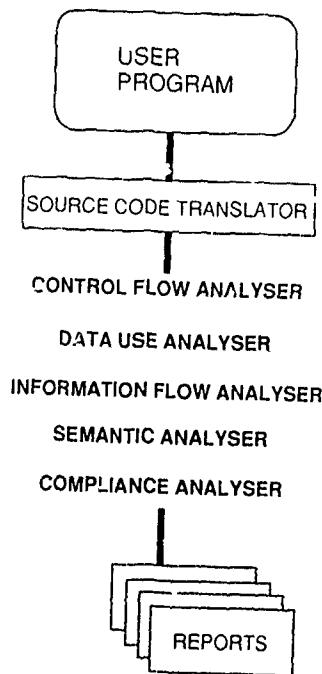 USER
PROGRAM
SOURCE CODE TRANSLATOR
CONTROL FLOW ANALYSER
DATA USE ANALYSER
INFORMATION FLOW ANALYSER
SEMANTIC ANALYSER
COMPLIANCE ANALYSER
REPORTS